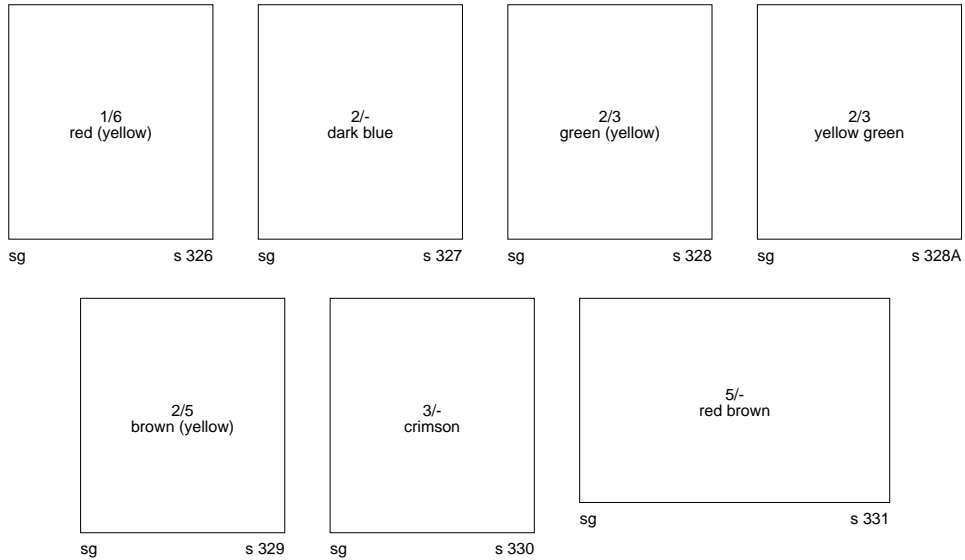 1/6
red (yellow)
2/-
dark blue
2/3
green (yellow)
2/3
yellow green
sg s 326
sg s 327
sg s 328
sg s 328A
2/5
brown (yellow)
3/-
crimson
5/-
red brown
sg s 329
sg s 330
sg s 331